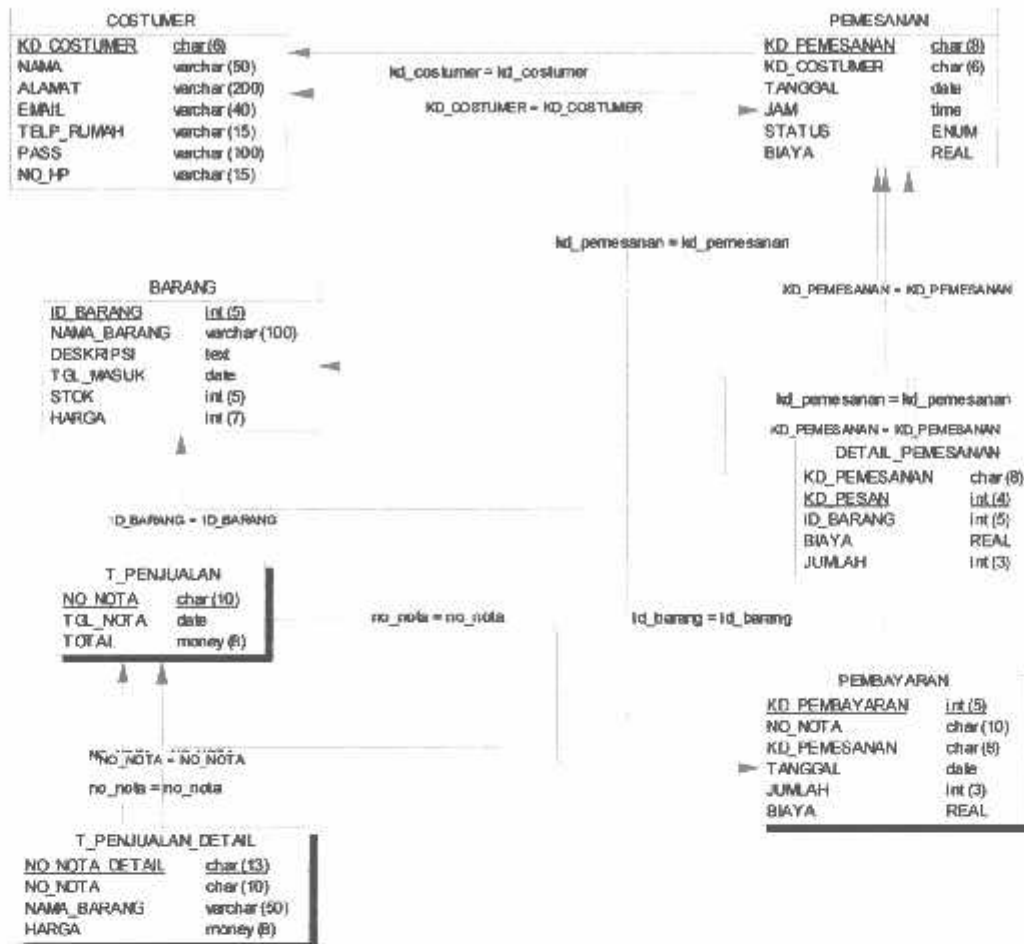 COSTUMER
KD_COSTUMER char(6)
NAMA varchar(50)
ALAMAT varchar(200)
EMAIL varchar(40)
TELP_RUMAH varchar(15)
PASS varchar(100)
NO_HP varchar(15)
kd_costumer = kd_costumer
KD_COSTUMER = KD_COSTUMER
PEMESANAN
KD_PEMESANAN char(8)
KD_COSTUMER char(6)
TANGGAL date
JAM time
STATUS ENUM
BIAYA REAL
kd_pemesanan = kd_pemesanan
KD_PEMESANAN = KD_PEMESANAN
BARANG
ID_BARANG int(5)
NAMA_BARANG varchar(100)
DESKRIPSI text
TGL_MASUK date
STOK int(5)
HARGA int(7)
kd_pemesanan = kd_pemesanan
KD_PEMESANAN = KD_PEMESANAN
DETAIL_PEMESANAN
KD_PEMESANAN char(8)
KD_PESAN int(4)
ID_BARANG int(5)
BIAYA REAL
JUMLAH int(3)
ID_BARANG = ID_BARANG
T_PENJUALAN
NO_NOTA char(10)
TGL_NOTA date
TOTAL money(8)
no_nota = no_nota
id_barang = id_barang
PEMBAYARAN
KD_PEMBAYARAN int(5)
NO_NOTA char(10)
KD_PEMESANAN char(8)
TANGGAL date
JUMLAH int(3)
BIAYA REAL
NO_NOTA = NO_NOTA
no_nota = no_nota
T_PENJUALAN_DETAIL
NO_NOTA_DETAIL char(13)
NO_NOTA char(10)
NAMA_BARANG varchar(50)
HARGA money(8)